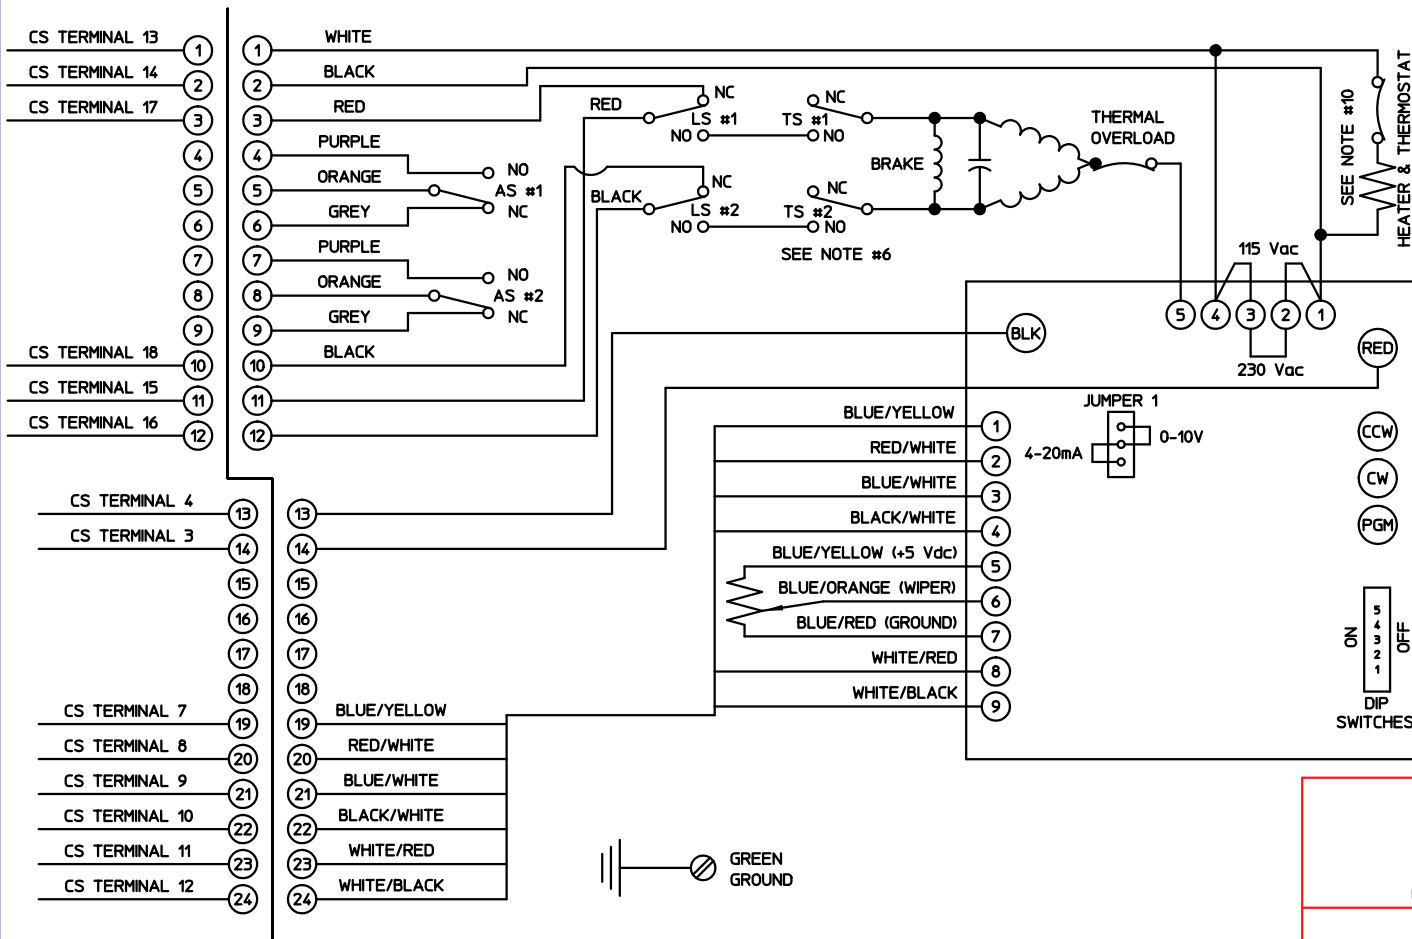 CS TERMINAL 13 1 1 WHITE
CS TERMINAL 14 2 2 BLACK
CS TERMINAL 17 3 3 RED
4 4 PURPLE
5 5 ORANGE
6 6 GREY
7 7 PURPLE
8 8 ORANGE
9 9 GREY
CS TERMINAL 18 10 10 BLACK
CS TERMINAL 15 11 11
CS TERMINAL 16 12 12
NO
AS #1
NC
NO
AS #2
NC
RED
NC
LS #1
NO
NC
TS #1
NO
BLACK
NC
LS #2
NO
NC
TS #2
NO
SEE NOTE #6
BRAKE
THERMAL
OVERLOAD
SEE NOTE #10
HEATER & THERMOSTAT
115 Vac
5 4 3 2 1
230 Vac
BLK
RED
JUMPER 1
0-10V
4-20mA
CCW
CW
PGM
ON
5
4
3
2
1
OFF
DIP
SWITCHES
BLUE/YELLOW 1
RED/WHITE 2
BLUE/WHITE 3
BLACK/WHITE 4
BLUE/YELLOW (+5 Vdc) 5
BLUE/ORANGE (WIPER) 6
BLUE/RED (GROUND) 7
WHITE/RED 8
WHITE/BLACK 9
CS TERMINAL 4 13 13
CS TERMINAL 3 14 14
15 15
16 16
17 17
18 18
CS TERMINAL 7 19 19 BLUE/YELLOW
CS TERMINAL 8 20 20 RED/WHITE
CS TERMINAL 9 21 21 BLUE/WHITE
CS TERMINAL 10 22 22 BLACK/WHITE
CS TERMINAL 11 23 23 WHITE/RED
CS TERMINAL 12 24 24 WHITE/BLACK
GREEN
GROUND